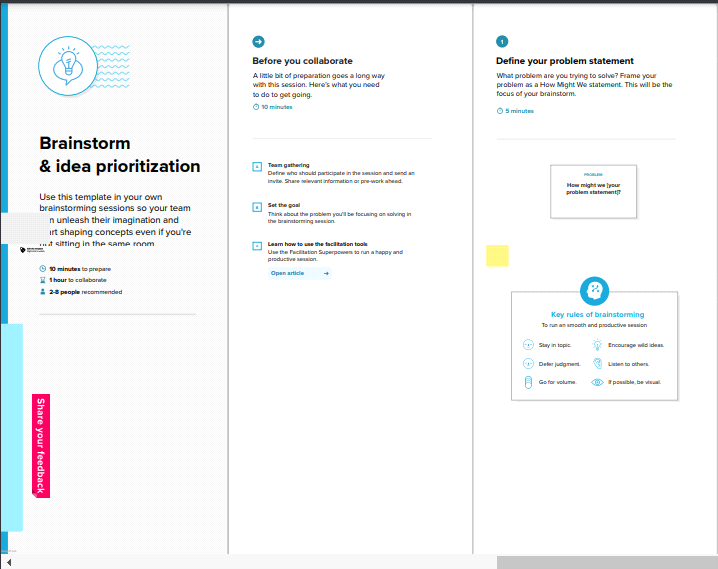 Brainstorm
& idea prioritization
Use this template in your own
brainstorming sessions so your team
unleash their imagination and
shaping concepts even if you're
sitting in the same room
10 minutes to prepare
1 hour to collaborate
2-8 people recommended
Share your feedback
Before you collaborate
A little bit of preparation goes a long way
with this session. Here's what you need
to do to get going.
10 minutes
A
Team gathering
Define who should participate in the session and send an
invite. Share relevant information or pre-work ahead.
B
Set the goal
Think about the problem you'll be focusing on solving in
the brainstorming session.
C
Learn how to use the facilitation tools
Use the Facilitation Superpowers to run a happy and
productive session.
Open article
1
Define your problem statement
What problem are you trying to solve? Frame your
problem as a How Might We statement. This will be the
focus of your brainstorm.
5 minutes
PROBLEM
How might we [your
problem statement]?
Key rules of brainstorming
To run an smooth and productive session
Stay in topic.
Encourage wild ideas.
Defer judgment.
Listen to others.
Go for volume.
If possible, be visual.